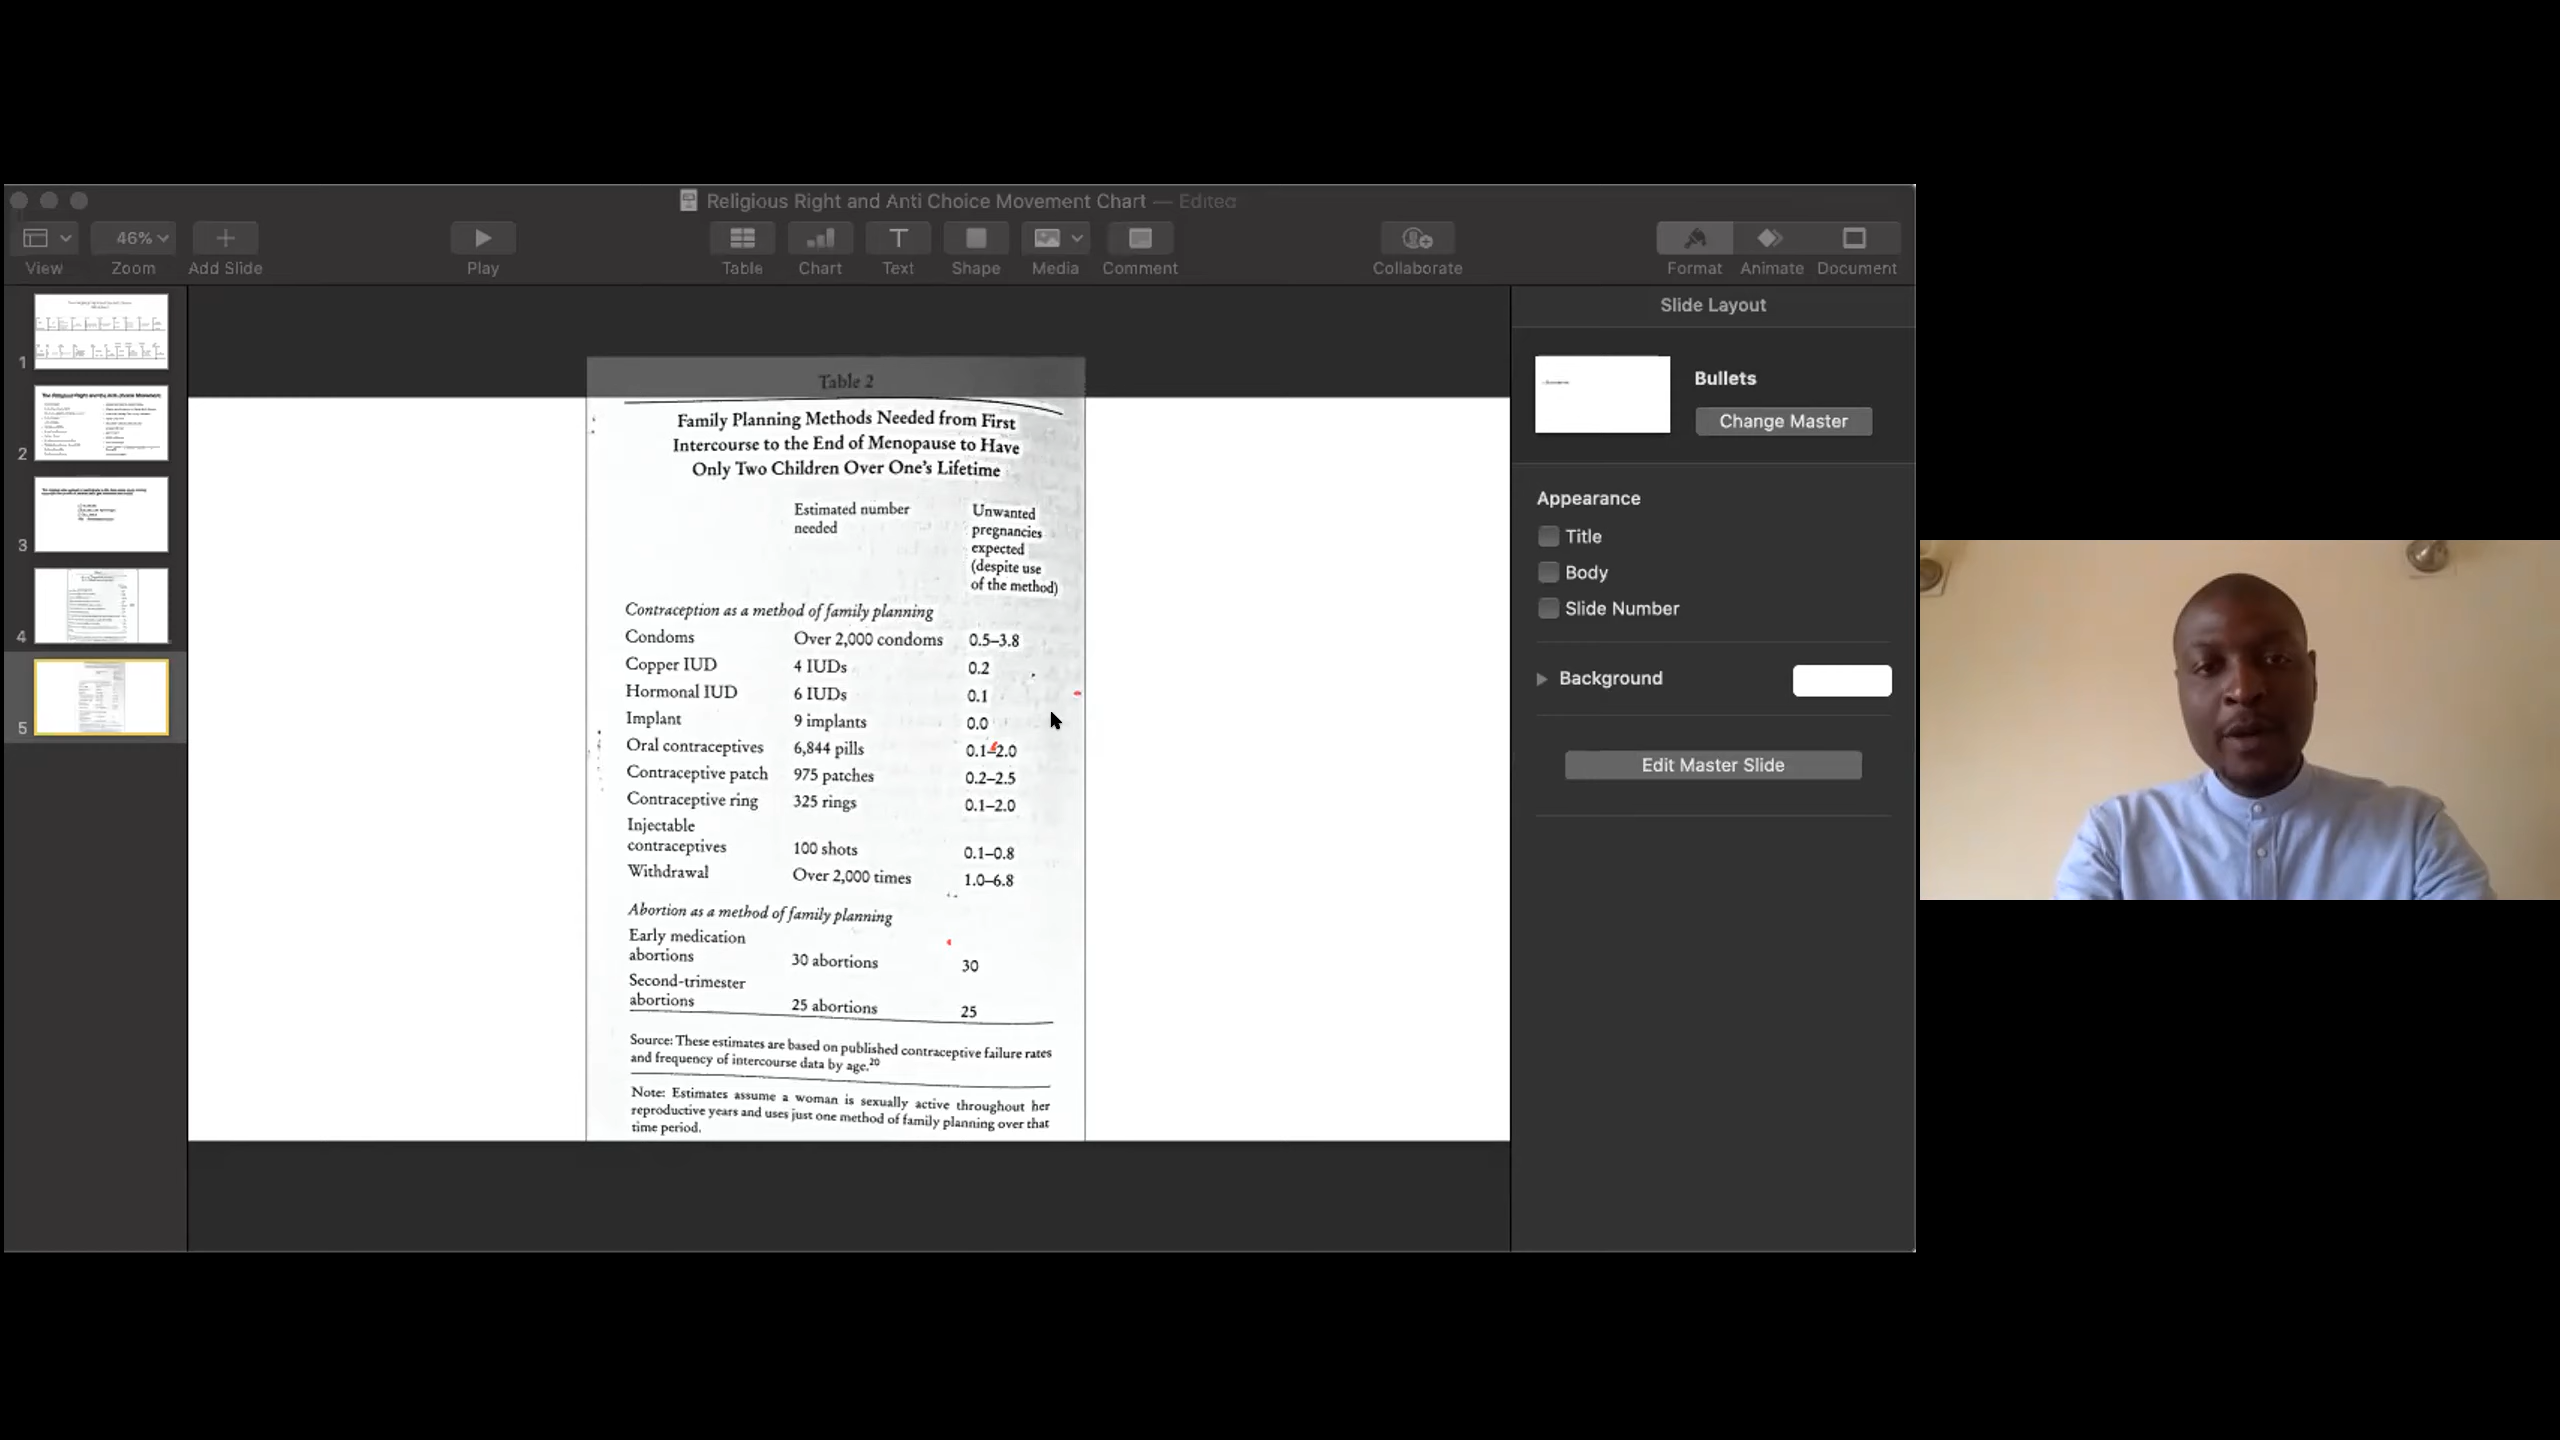 Religious Right and Anti Choice Movement Chart — Edited
46%
View Zoom Add Slide Play Table Chart Text Shape Media Comment Collaborate Format Animate Document
1
2
The Religious Right and the Anti-Choice Movement
3
4
5
Table 2
Family Planning Methods Needed from First
Intercourse to the End of Menopause to Have
Only Two Children Over One's Lifetime
Estimated number
needed
Unwanted
pregnancies
expected
(despite use
of the method)
Contraception as a method of family planning
Condoms Over 2,000 condoms 0.5–3.8
Copper IUD 4 IUDs 0.2
Hormonal IUD 6 IUDs 0.1
Implant 9 implants 0.0
Oral contraceptives 6,844 pills 0.1–2.0
Contraceptive patch 975 patches 0.2–2.5
Contraceptive ring 325 rings 0.1–2.0
Injectable
contraceptives 100 shots 0.1–0.8
Withdrawal Over 2,000 times 1.0–6.8
Abortion as a method of family planning
Early medication
abortions 30 abortions 30
Second-trimester
abortions 25 abortions 25
Source: These estimates are based on published contraceptive failure rates
and frequency of intercourse data by age.20
Note: Estimates assume a woman is sexually active throughout her
reproductive years and uses just one method of family planning over that
time period.
Slide Layout
Bullets
Change Master
Appearance
Title
Body
Slide Number
Background
Edit Master Slide